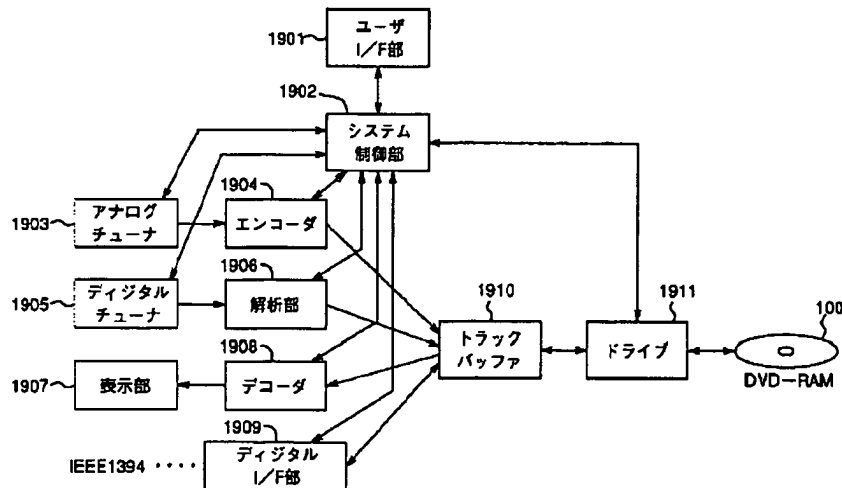 1901
ユーザ
I/F部
1902
システム
制御部
1903
アナログ
チューナ
1904
エンコーダ
1905
ディジタル
チューナ
1906
解析部
1907
表示部
1908
デコーダ
1909
ディジタル
I/F部
IEEE1394 ・・・・・
1910
トラック
バッファ
1911
ドライブ
100
DVD-RAM